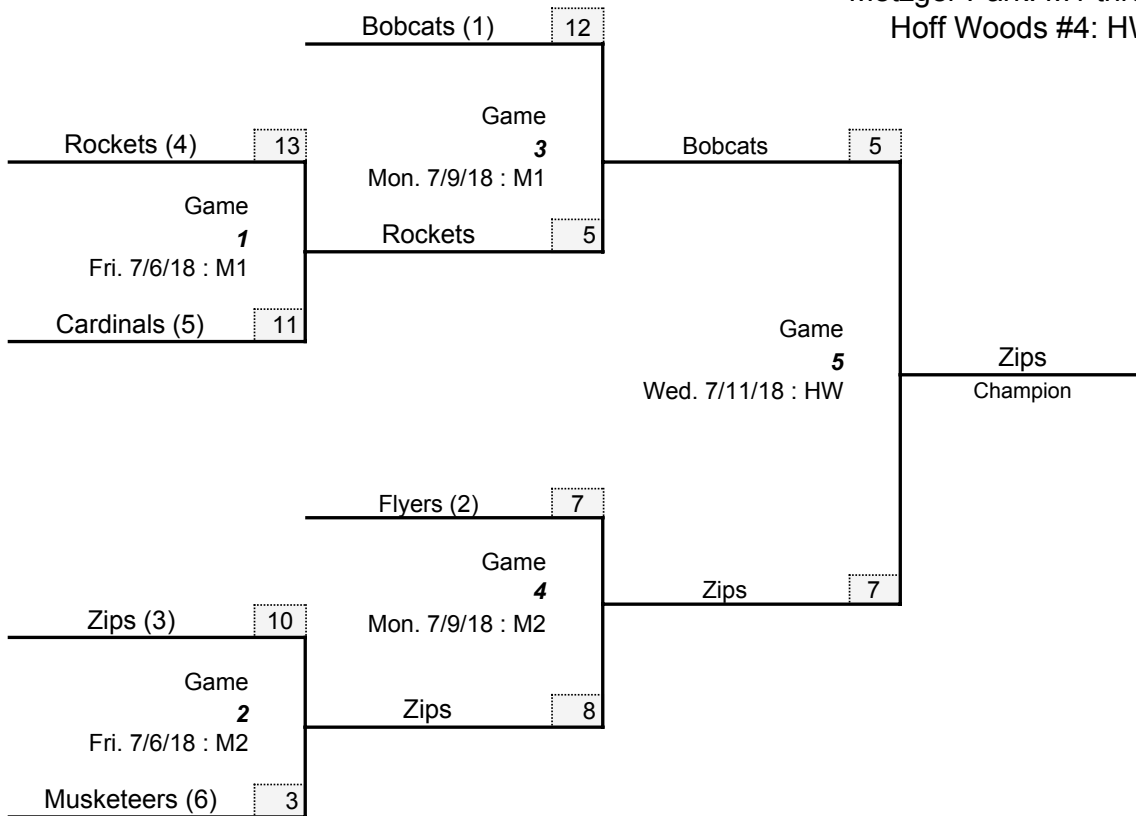 Hoff Woods #4:
Bobcats (1) 12
Game
3
Mon. 7/9/18 : M1
Rockets (4) 13
Bobcats 5
Game
1
Fri. 7/6/18 : M1
Rockets 5
Cardinals (5) 11
Game
5
Wed. 7/11/18 : HW
Zips
Champion
Flyers (2) 7
Game
4
Mon. 7/9/18 : M2
Zips 7
Zips (3) 10
Game
2
Fri. 7/6/18 : M2
Zips 8
Musketeers (6) 3